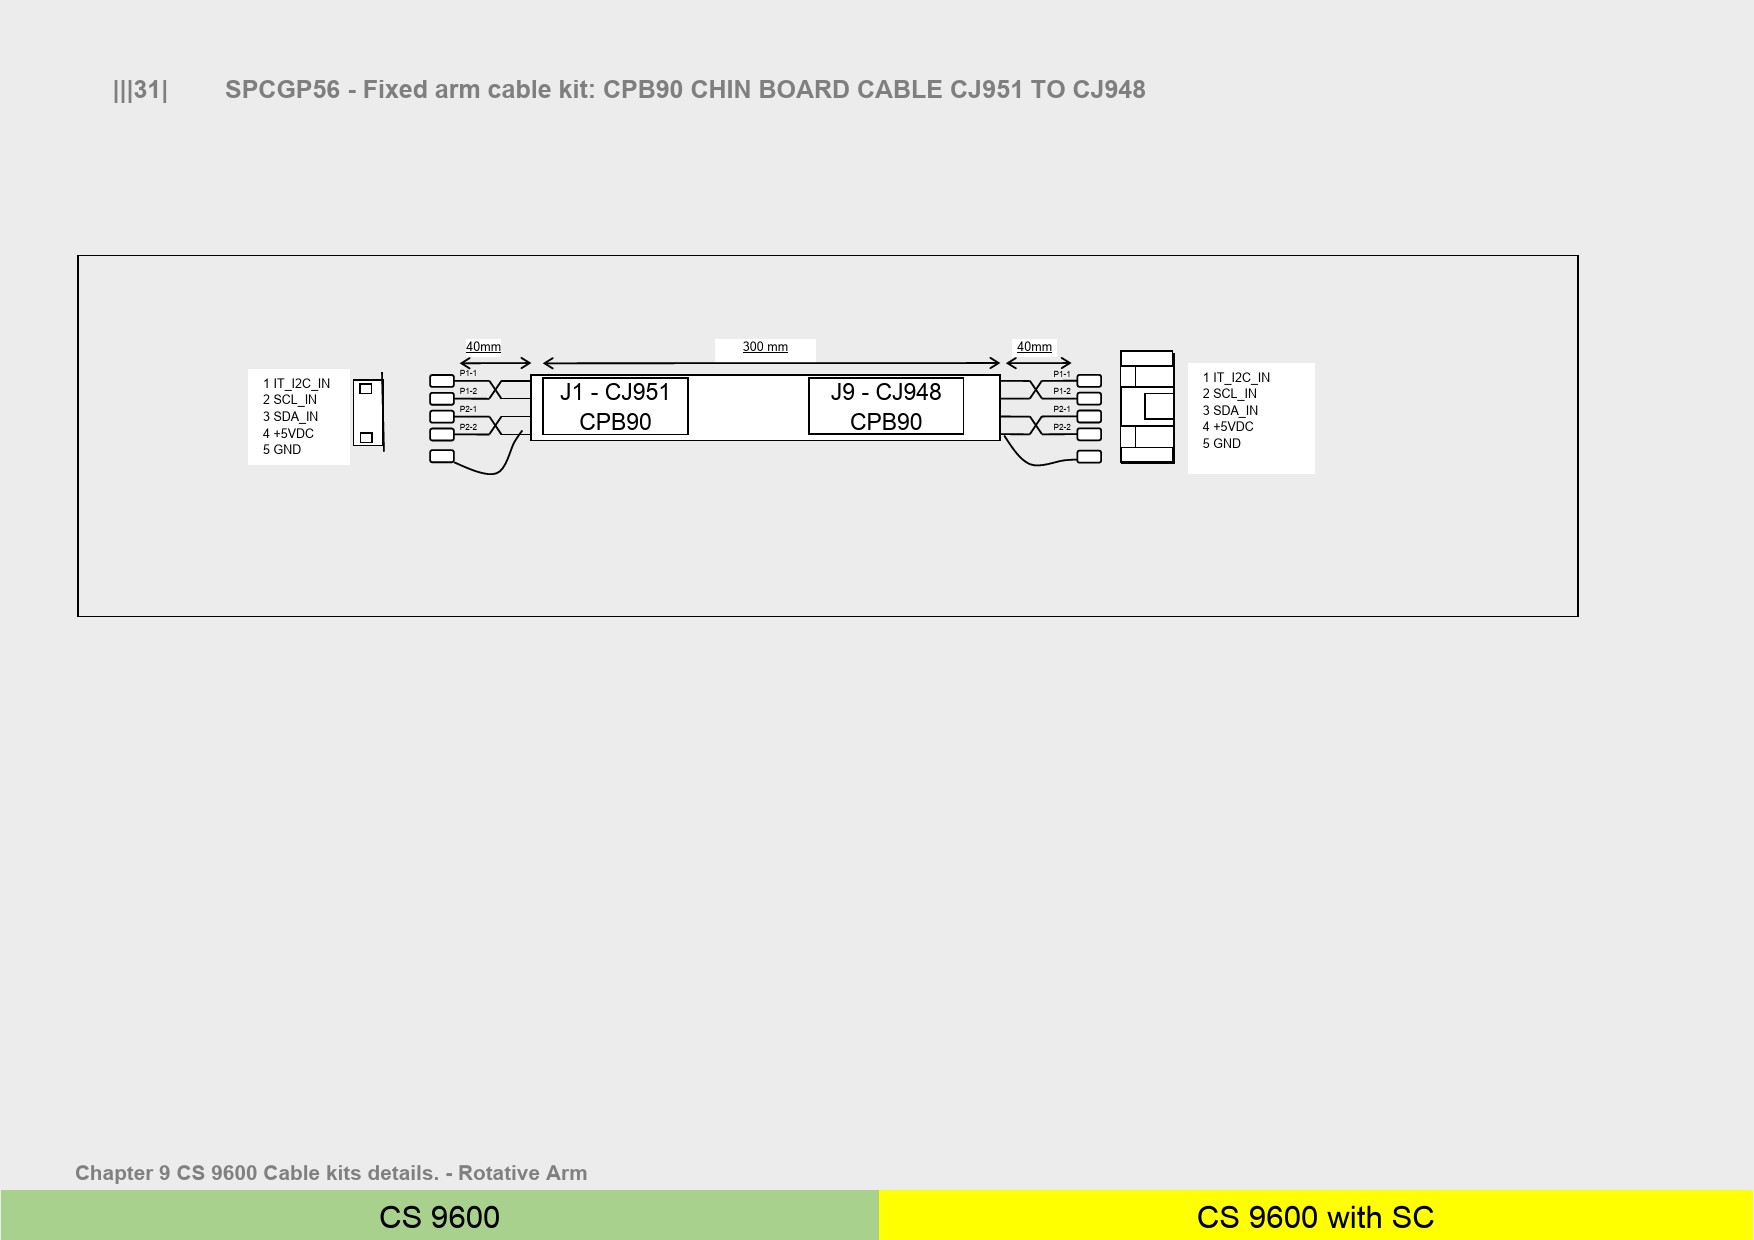 |||31| SPCGP56 - Fixed arm cable kit: CPB90 CHIN BOARD CABLE CJ951 TO CJ948
40mm
300 mm
40mm
1 IT_I2C_IN
2 SCL_IN
3 SDA_IN
4 +5VDC
5 GND
P1-1
P1-2
P2-1
P2-2
J1 - CJ951
CPB90
J9 - CJ948
CPB90
P1-1
P1-2
P2-1
P2-2
1 IT_I2C_IN
2 SCL_IN
3 SDA_IN
4 +5VDC
5 GND
Chapter 9 CS 9600 Cable kits details. - Rotative Arm
CS 9600
CS 9600 with SC